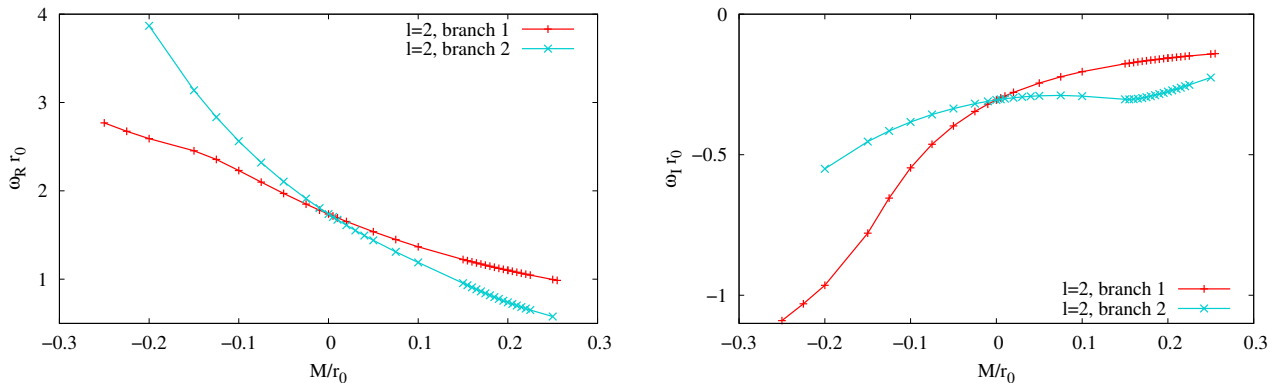 4
3
2
1
−0.3 −0.2 −0.1 0 0.1 0.2 0.3
ω_R r_0
M/r_0
l=2, branch 1
l=2, branch 2
0
−0.5
−1
−0.3 −0.2 −0.1 0 0.1 0.2 0.3
ω_I r_0
M/r_0
l=2, branch 1
l=2, branch 2